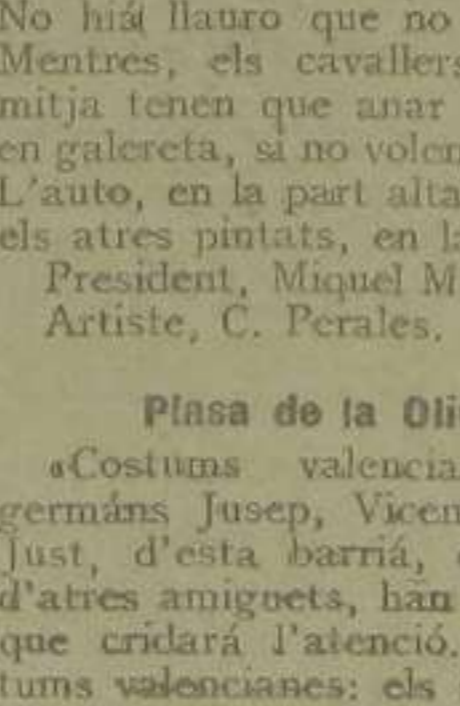 No hiá llauro que no
Mentres, els cavallers
mitja tenen que anar
en galereta, si no volen
L'auto, en la part alta
els atres pintats, en la
President, Miquel M
Artiste, C. Perales.
Plasa de la Oli
«Costums valencia
germáns Jusep, Vicen
Just, d'esta barriá,
d'atres amiguets, han
que cridará l'atenció.
tums valencianes: els